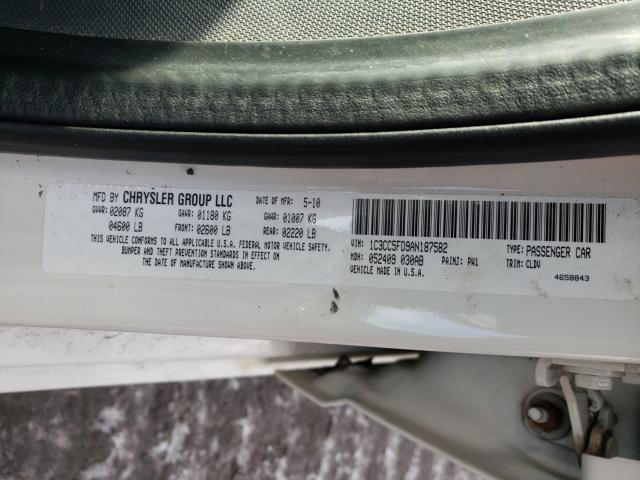 MFD BY CHRYSLER GROUP LLC DATE OF MFR: 5-10
GVWR: 02087 KG GAWR: 01180 KG GAWR: 01007 KG
04600 LB FRONT: 02600 LB REAR: 02220 LB
THIS VEHICLE CONFORMS TO ALL APPLICABLE U.S.A. FEDERAL MOTOR VEHICLE SAFETY,
BUMPER AND THEFT PREVENTION STANDARDS IN EFFECT
ON THE DATE OF MANUFACTURE SHOWN ABOVE.
VIN: 1C3CC5FD9AN187582 TYPE: PASSENGER CAR
MDH: 052409 030AB PAINT: PW1 TRIM: CLDV
VEHICLE MADE IN U.S.A. 4658843